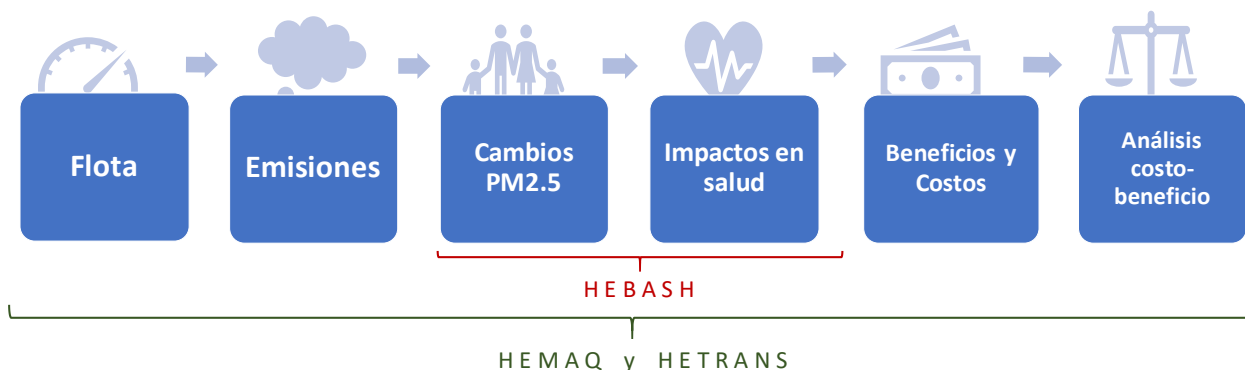 Flota
Emisiones
Cambios
PM2.5
Impactos en
salud
Beneficios y
Costos
Análisis
costo-
beneficio
HEBASH
HEMAQ y HETRANS